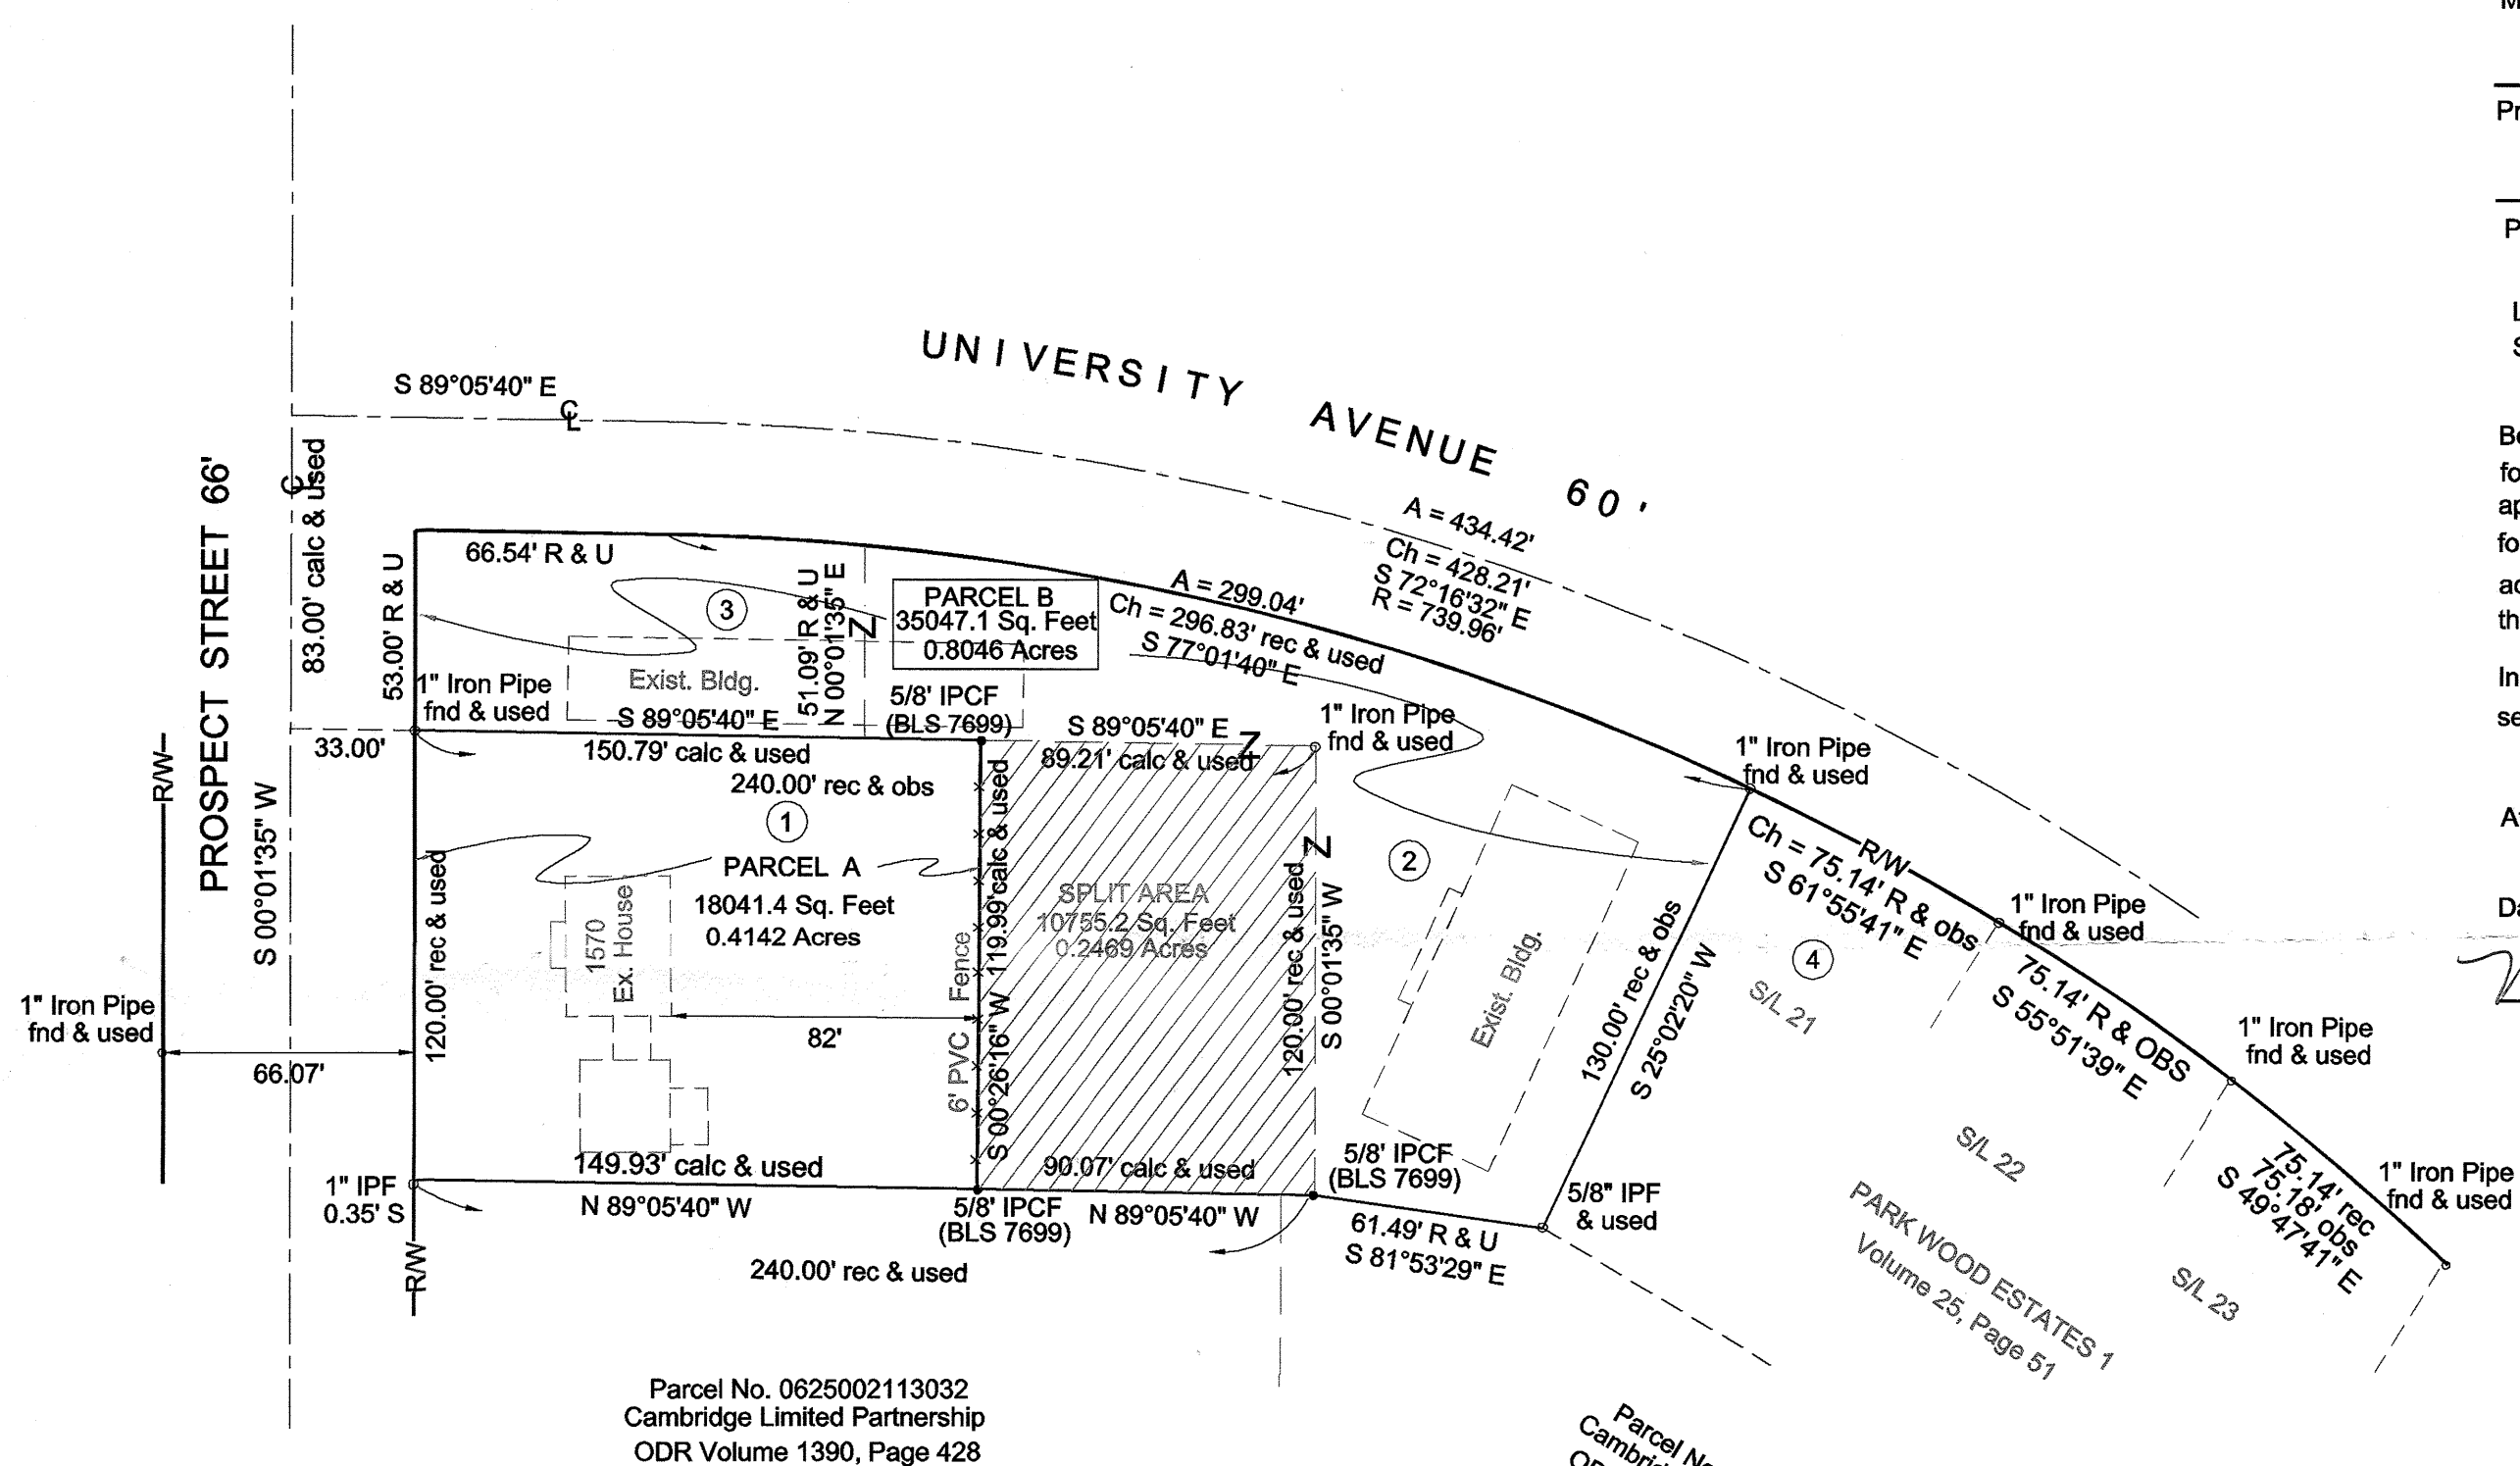 S 89°05'40" E
UNIVERSITY AVENUE 60'
PROSPECT STREET 66'
S 00°01'35" W
83.00' calc & used
53.00' R & U
66.54' R & U
A = 434.42'
Ch = 428.21'
S 72°16'32" E
R = 739.96'
A = 299.04'
Ch = 296.83' rec & used
S 77°01'40" E
3
51.09' R & U
N 00°01'35" E
PARCEL B
35047.1 Sq. Feet
0.8046 Acres
Exist. Bldg.
1" Iron Pipe
fnd & used
33.00'
S 89°05'40" E
150.79' calc & used
240.00' rec & obs
5/8' IPCF
(BLS 7699)
S 89°05'40" E
89.21' calc & used
1" Iron Pipe
fnd & used
1" Iron Pipe
fnd & used
R/W
1
PARCEL A
18041.4 Sq. Feet
0.4142 Acres
1570
Ex. House
82'
6' PVC Fence
S 00°26'16" W 119.99' calc & used
SPLIT AREA
10755.2 Sq. Feet
0.2469 Acres
120.00' rec & used
S 00°01'35" W
2
Exist. Bldg.
130.00' rec & obs
S 25°02'20" W
4
S/L 21
Ch = 75.14' R & obs
S 61°55'41" E
R/W
1" Iron Pipe
fnd & used
75.14' R & OBS
S 55°51'39" E
1" Iron Pipe
fnd & used
S/L 22
75.14' rec
75.18' obs
S 49°47'41" E
1" Iron Pipe
fnd & used
S/L 23
PARK WOOD ESTATES 1
Volume 25, Page 51
1" Iron Pipe
fnd & used
66.07'
120.00' rec & used
1" IPF
0.35' S
R/W
149.93' calc & used
N 89°05'40" W
5/8' IPCF
(BLS 7699)
90.07' calc & used
N 89°05'40" W
240.00' rec & used
5/8' IPCF
(BLS 7699)
61.49' R & U
S 81°53'29" E
5/8" IPF
& used
Parcel No. 0625002113032
Cambridge Limited Partnership
ODR Volume 1390, Page 428
Parcel No